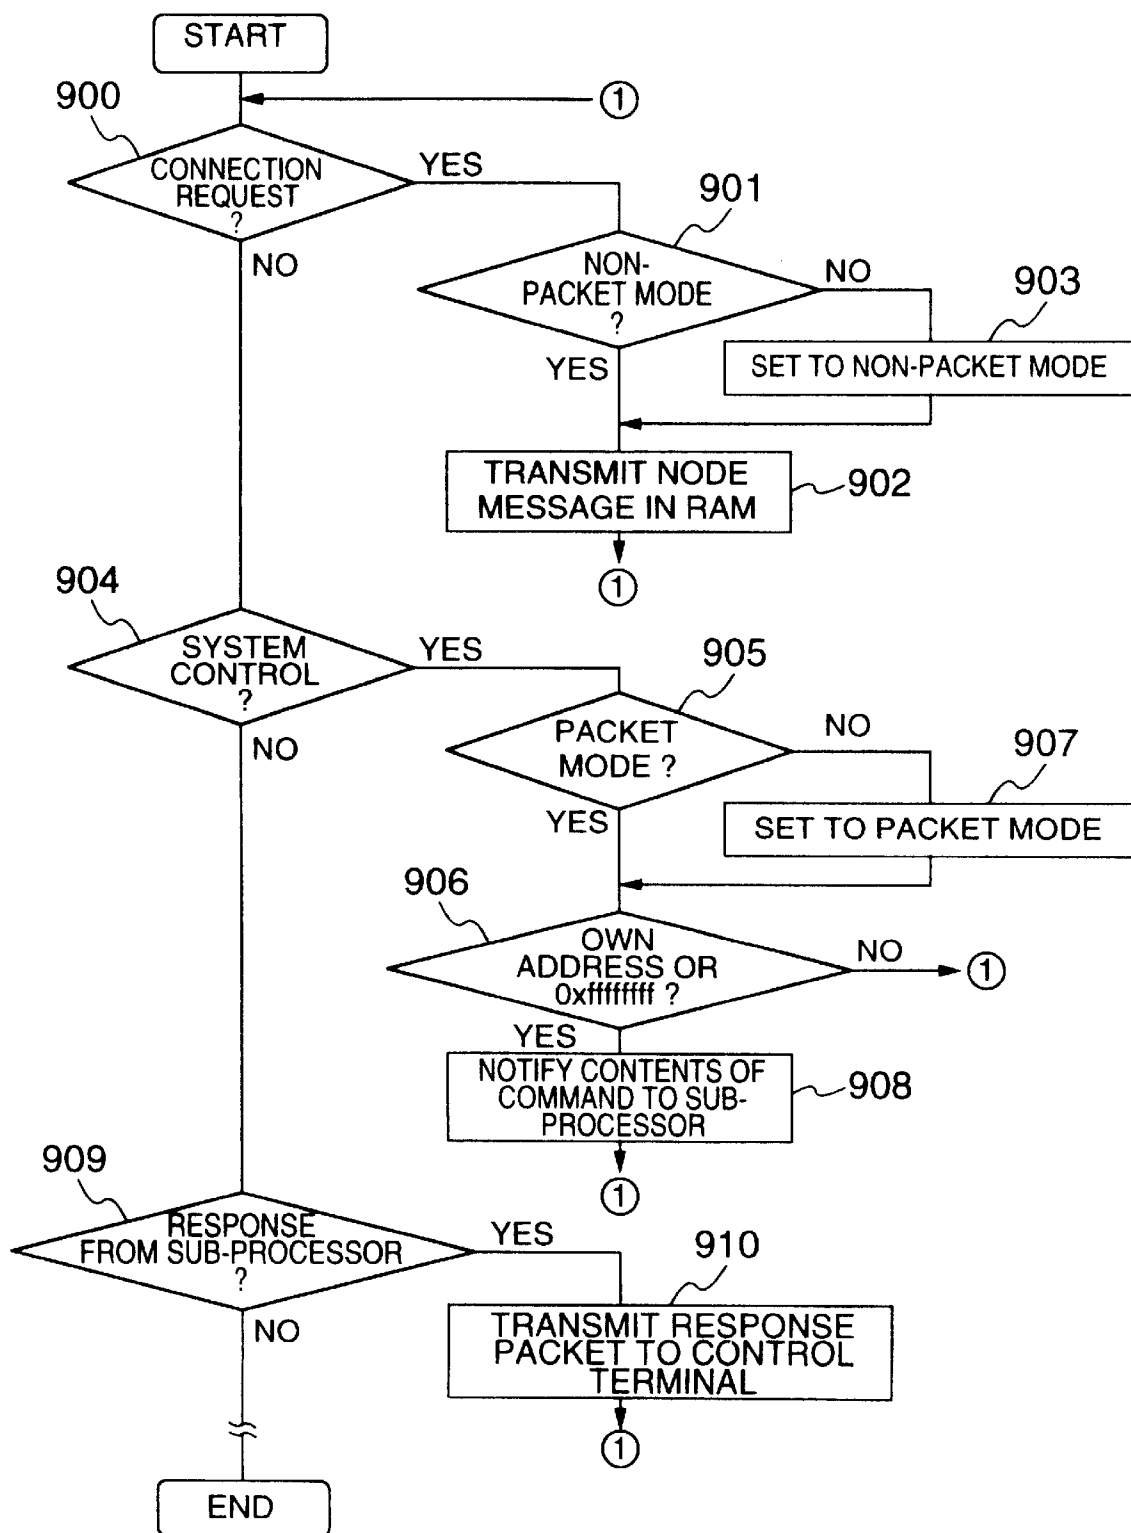 START
①
900
CONNECTION
REQUEST
?
YES
NO
901
NON-
PACKET MODE
?
NO
YES
903
SET TO NON-PACKET MODE
TRANSMIT NODE
MESSAGE IN RAM
902
①
904
SYSTEM
CONTROL
?
YES
NO
905
PACKET
MODE ?
NO
YES
907
SET TO PACKET MODE
906
OWN
ADDRESS OR
0xffffffff ?
NO
①
YES
NOTIFY CONTENTS OF
COMMAND TO SUB-
PROCESSOR
908
①
909
RESPONSE
FROM SUB-PROCESSOR
?
YES
NO
910
TRANSMIT RESPONSE
PACKET TO CONTROL
TERMINAL
①
END